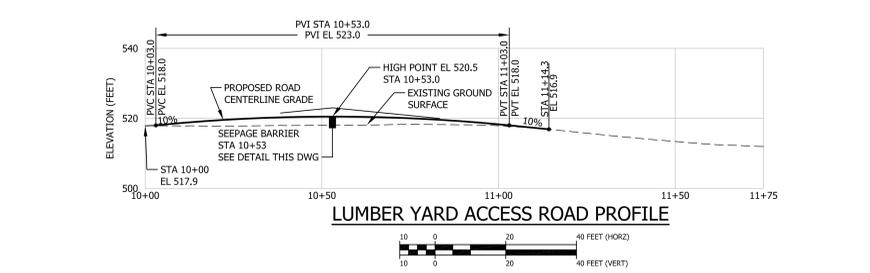 PVI STA 10+53.0
PVI EL 523.0
540
520
500
ELEVATION (FEET)
PVC STA 10+03.0
PVC EL 518.0
10%
PROPOSED ROAD
CENTERLINE GRADE
HIGH POINT EL 520.5
STA 10+53.0
EXISTING GROUND
SURFACE
PVT STA 11+03.0
PVT EL 518.0
STA 11+14.3
EL 516.9
10%
SEEPAGE BARRIER
STA 10+53
SEE DETAIL THIS DWG
STA 10+00
EL 517.9
10+00
10+50
11+00
11+50
11+75
LUMBER YARD ACCESS ROAD PROFILE
10 0 20 40 FEET (HORZ)
10 0 20 40 FEET (VERT)